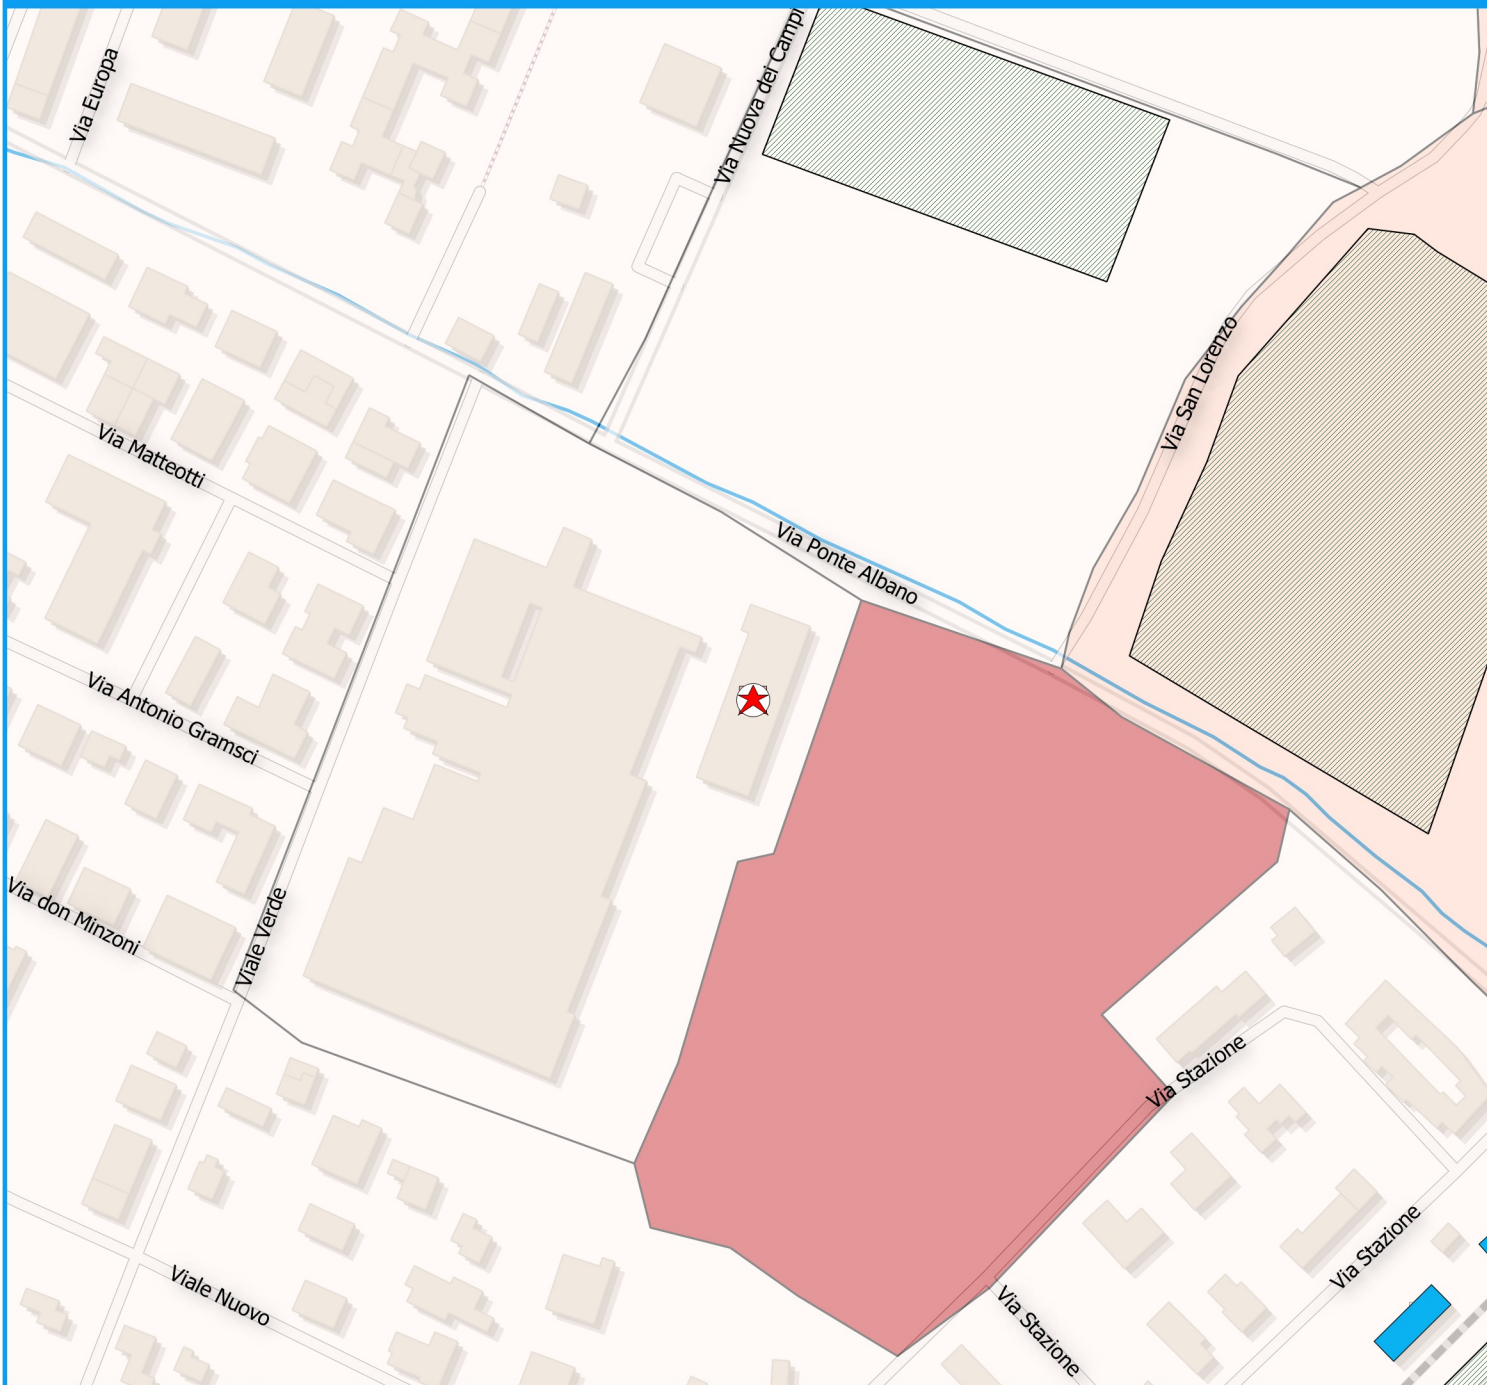 Via Europa
Via Nuova dei Campi
Via San Lorenzo
Via Matteotti
Via Ponte Albano
Via Antonio Gramsci
Via don Minzoni
Viale Verde
Via Stazione
Via Stazione
Viale Nuovo
Via Stazione